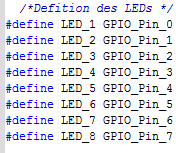 /*Defition des LEDs */
#define LED_1 GPIO_Pin_0
#define LED_2 GPIO_Pin_1
#define LED_3 GPIO_Pin_2
#define LED_4 GPIO_Pin_3
#define LED_5 GPIO_Pin_4
#define LED_6 GPIO_Pin_5
#define LED_7 GPIO_Pin_6
#define LED_8 GPIO_Pin_7